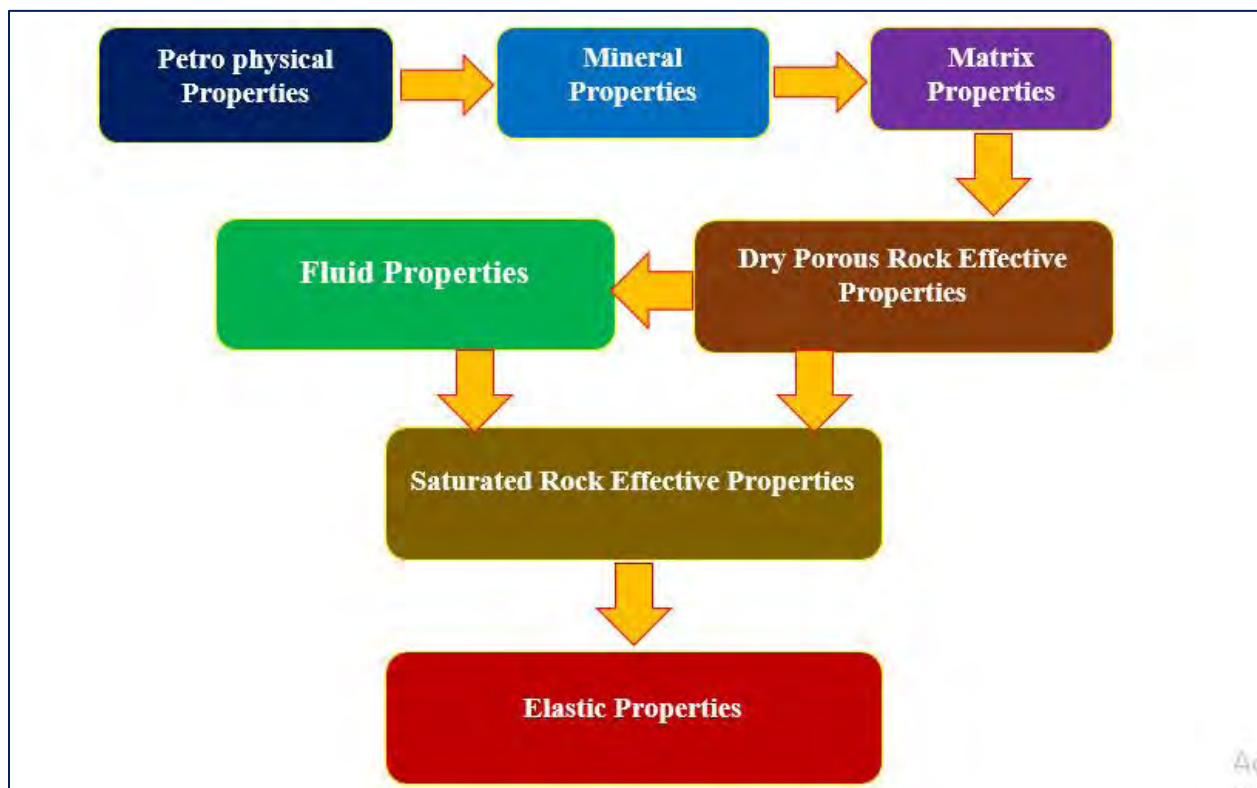 Petro physical
Properties
Mineral
Properties
Matrix
Properties
Fluid Properties
Dry Porous Rock Effective
Properties
Saturated Rock Effective Properties
Elastic Properties